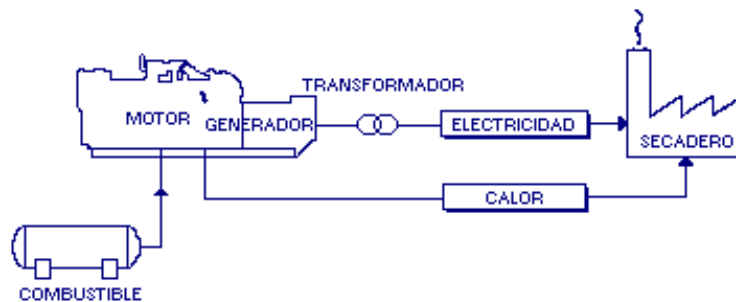 TRANSFORMADOR
MOTOR
GENERADOR
ELECTRICIDAD
SECADERO
CALOR
COMBUSTIBLE